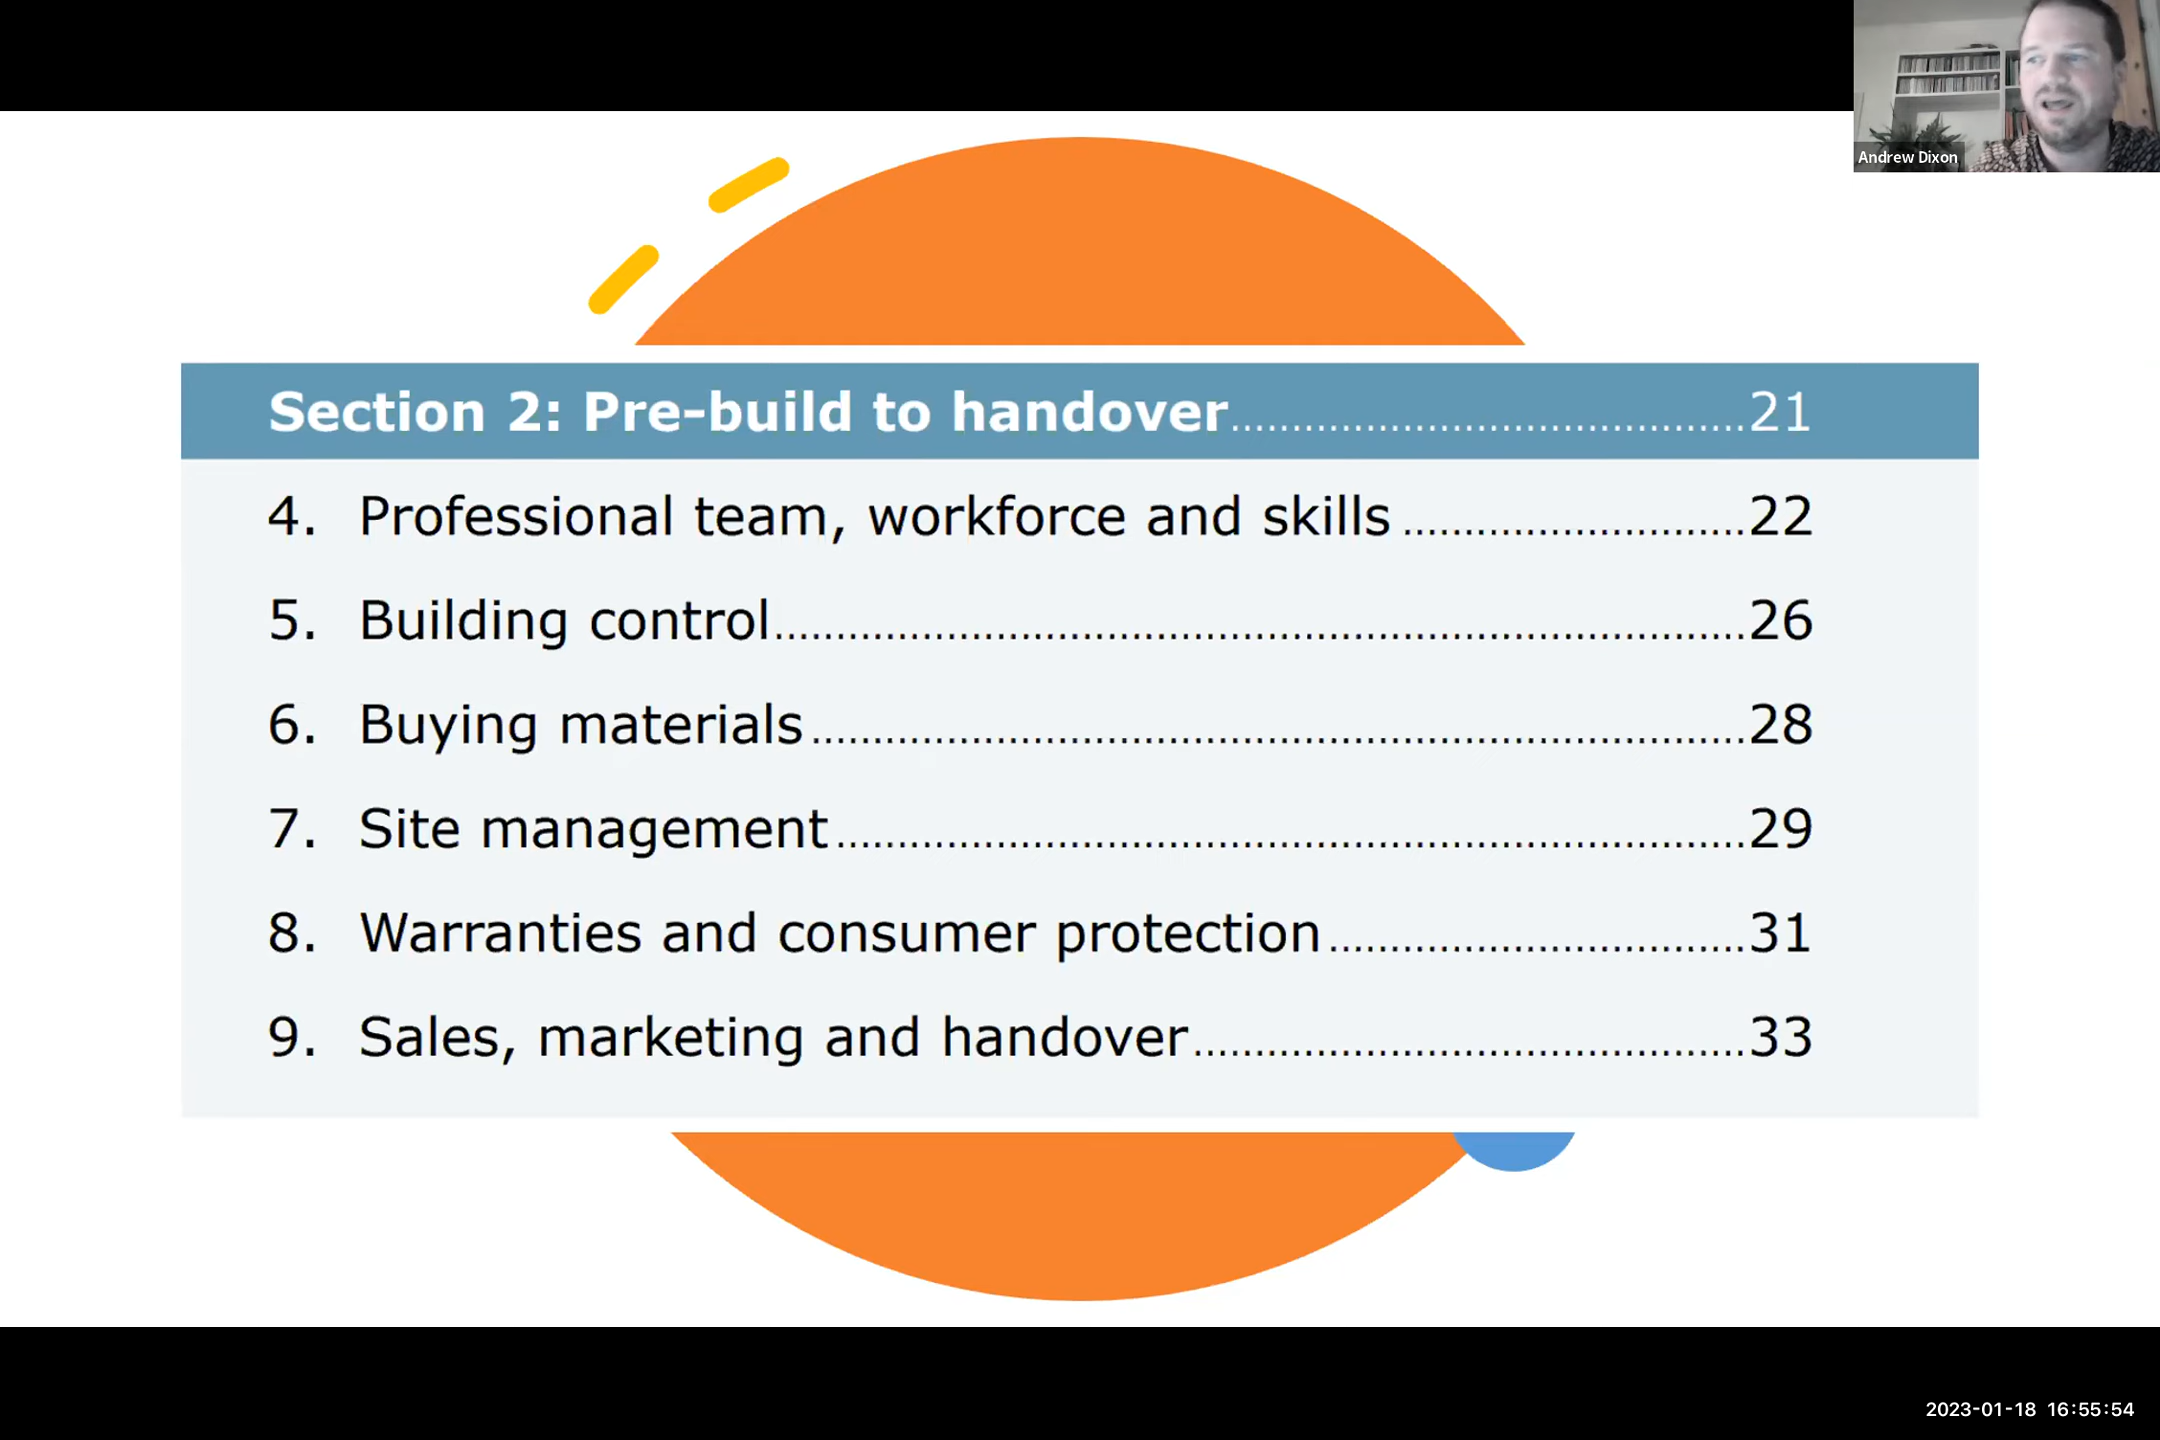 Andrew Dixon
Section 2: Pre-build to handover..........................................21
4. Professional team, workforce and skills............................22
5. Building control...............................................................................26
6. Buying materials............................................................................28
7. Site management..........................................................................29
8. Warranties and consumer protection..................................31
9. Sales, marketing and handover.............................................33
2023-01-18 16:55:54